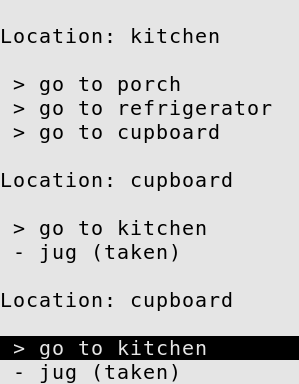 Location: kitchen
> go to porch
> go to refrigerator
> go to cupboard
Location: cupboard
> go to kitchen
- jug (taken)
Location: cupboard
> go to kitchen
- jug (taken)